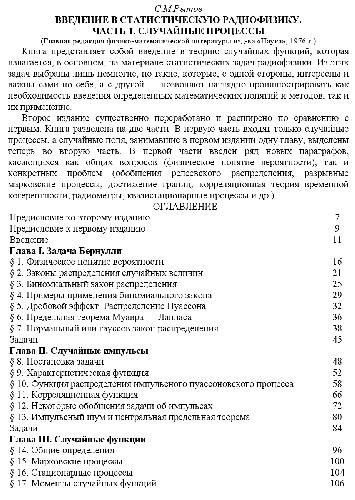 С.М.Рытов
ВВЕДЕНИЕ В СТАТИСТИЧЕСКУЮ РАДИОФИЗИКУ.
ЧАСТЬ 1. СЛУЧАЙНЫЕ ПРОЦЕССЫ
(Главная редакция физико-математической литературы изд-ва «Наука», 1976 г.)
Книга представляет собой введение в теорию случайных функций, которая
излагается, в основном, на материале статистических задач радиофизики. Из этих
задач выбраны лишь немногие, но такие, которые, с одной стороны, интересны и
важны сами по себе, а с другой — позволяют наглядно проиллюстрировать как
необходимость введения определенных математических понятий и методов, так и
их применение.
Второе издание существенно переработано и расширено по сравнению с
первым. Книга разделена на две части. В первую часть входят только случайные
процессы, а случайные поля, занимавшие в первом издании одну главу, выделены
теперь во вторую часть. В первой части введен ряд новых параграфов,
касающихся как общих вопросов (физическое понятие вероятности), так и
конкретных проблем (обобщения релеевского распределения, разрывные
марковские процессы, достижение границ, корреляционная теория временной
когерентности, радиометры, квазистационарные процессы и др.).
ОГЛАВЛЕНИЕ
Предисловие ко второму изданию 7
Предисловие к первому изданию 9
Введение 11
Глава I. Задача Бернулли
§ 1. Физическое понятие вероятности 16
§ 2. Законы распределения случайных величин 21
§ 3. Биномиальный закон распределения 25
§ 4. Примеры применения биномиального закона 29
§ 5. Дробовой эффект. Распределение Пуассона 32
§ 6. Предельная теорема Муавра — Лапласа 36
§ 7. Нормальный или гауссов закон распределения 38
Задачи 43
Глава II. Случайные импульсы
§ 8. Постановка задачи 48
§ 9. Характеристическая функция 52
§ 10. Функция распределения импульсного пуассоновского процесса 58
§ 11. Корреляционная функция 66
§ 12. Некоторые обобщения задачи об импульсах 72
§ 13. Импульсный шум и центральная предельная теорема 80
Задачи 84
Глава III. Случайные функции
§ 14. Общие определения 96
§ 15. Марковские процессы 100
§ 16. Стационарные процессы 104
§ 17. Моменты случайных функций 106